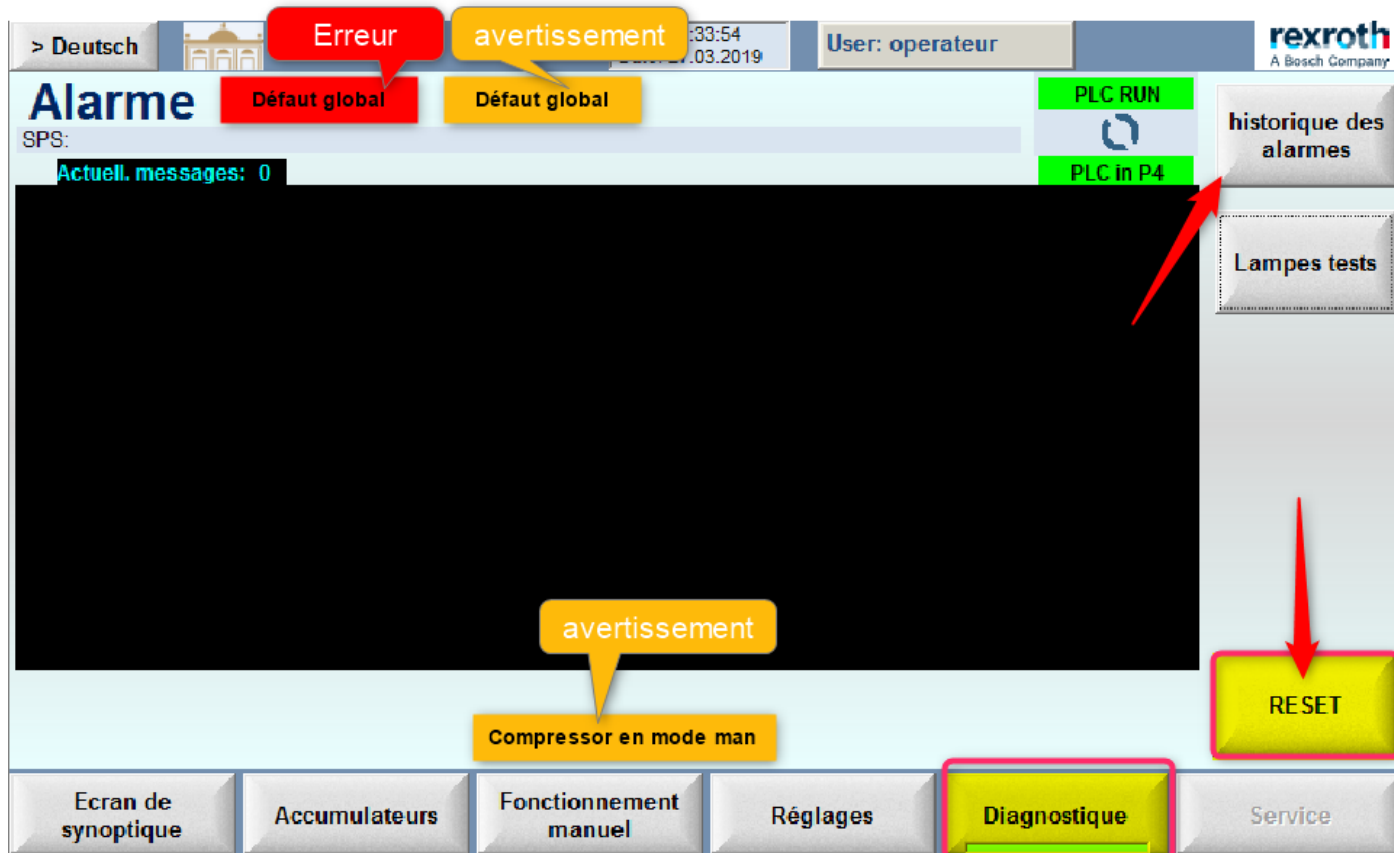 > Deutsch
Erreur
avertissement
:33:54
.03.2019
User: operateur
rexroth
A Bosch Company
Alarme
Défaut global
Défaut global
PLC RUN
SPS:
Actuell. messages: 0
PLC in P4
historique des
alarmes
Lampes tests
avertissement
Compressor en mode man
RESET
Ecran de
synoptique
Accumulateurs
Fonctionnement
manuel
Réglages
Diagnostique
Service